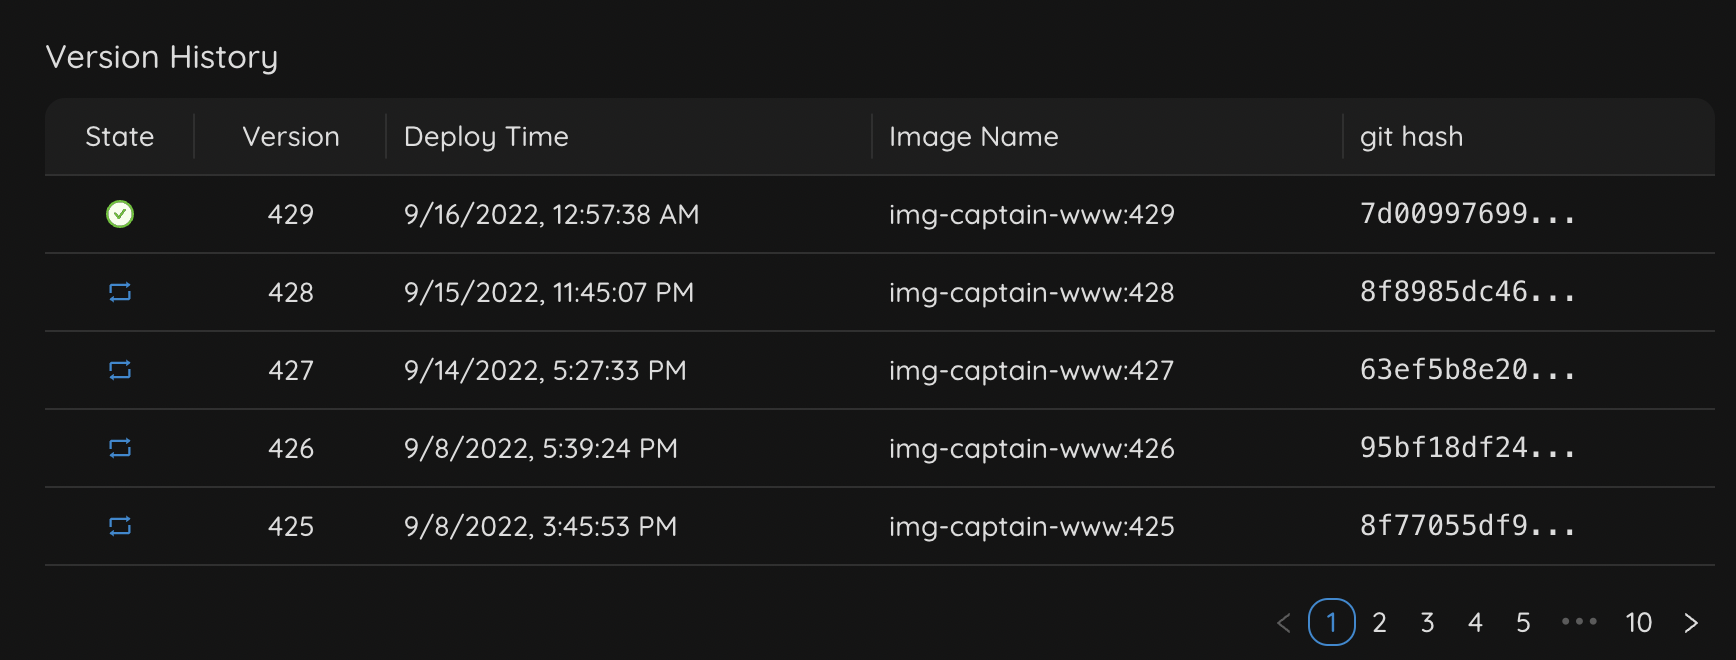 Version History
State Version Deploy Time Image Name git hash
429 9/16/2022, 12:57:38 AM img-captain-www:429 7d00997699...
428 9/15/2022, 11:45:07 PM img-captain-www:428 8f8985dc46...
427 9/14/2022, 5:27:33 PM img-captain-www:427 63ef5b8e20...
426 9/8/2022, 5:39:24 PM img-captain-www:426 95bf18df24...
425 9/8/2022, 3:45:53 PM img-captain-www:425 8f77055df9...
< 1 2 3 4 5 ••• 10 >